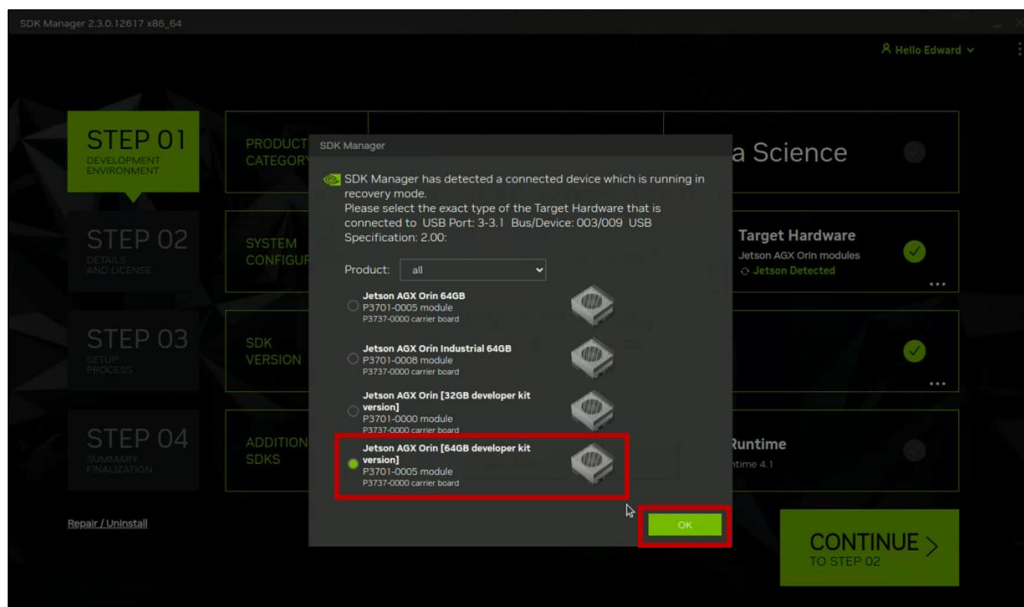 SDK Manager 2.3.0.12617 x86_64
Hello Edward
STEP 01
DEVELOPMENT
ENVIRONMENT
PRODUCT
CATEGORY
a Science
STEP 02
DETAILS
AND LICENSE
SYSTEM
CONFIGUR
Target Hardware
Jetson AGX Orin modules
Jetson Detected
STEP 03
SETUP
PROCESS
SDK
VERSION
STEP 04
SUMMARY
FINALIZATION
ADDITION
SDKS
Runtime
ntime 4.1
SDK Manager
SDK Manager has detected a connected device which is running in
recovery mode.
Please select the exact type of the Target Hardware that is
connected to USB Port: 3-3.1 Bus/Device: 003/009 USB
Specification: 2.00:
Product: all
Jetson AGX Orin 64GB
P3701-0005 module
P3737-0000 carrier board
Jetson AGX Orin Industrial 64GB
P3701-0008 module
P3737-0000 carrier board
Jetson AGX Orin [32GB developer kit
version]
P3701-0000 module
P3737-0000 carrier board
Jetson AGX Orin [64GB developer kit
version]
P3701-0005 module
P3737-0000 carrier board
OK
Repair / Uninstall
CONTINUE
TO STEP 02